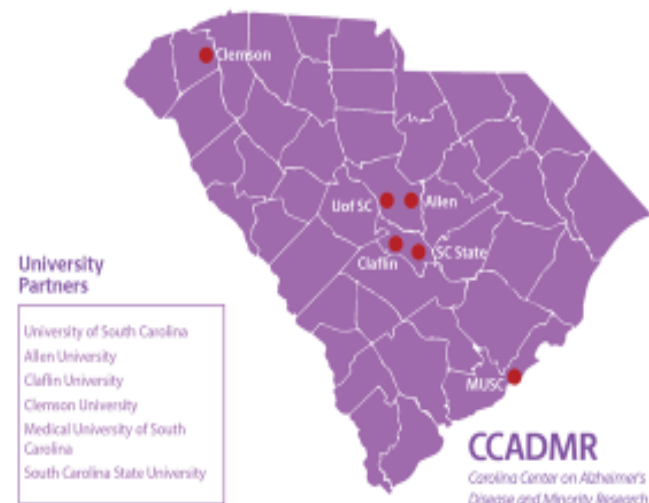 Clemson
Uof SC
Allen
Claflin
SC State
MUSC
University
Partners
University of South Carolina
Allen University
Claflin University
Clemson University
Medical University of South
Carolina
South Carolina State University
CCADMR
Carolina Center on Alzheimer's
Disease and Minority Research